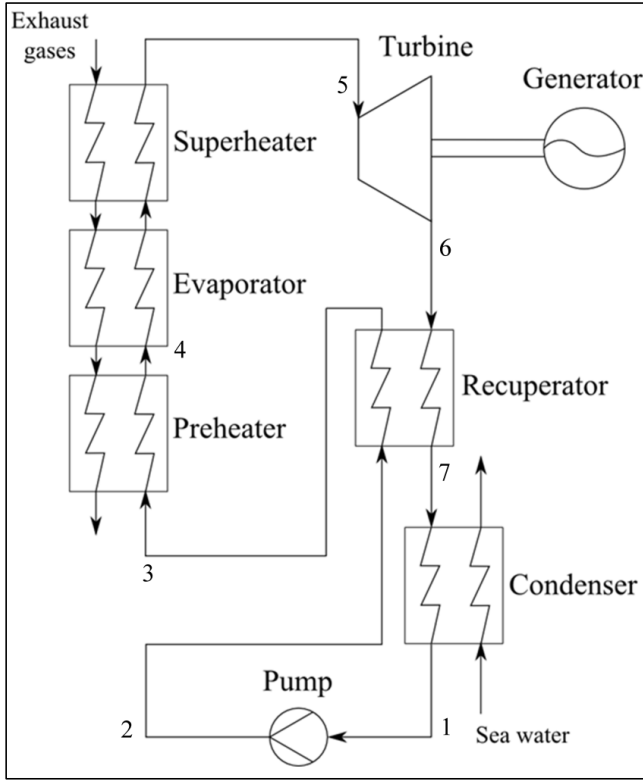 Exhaust
gases
Turbine
5
Generator
Superheater
6
Evaporator
4
Recuperator
Preheater
7
3
Condenser
Pump
2
1
Sea water